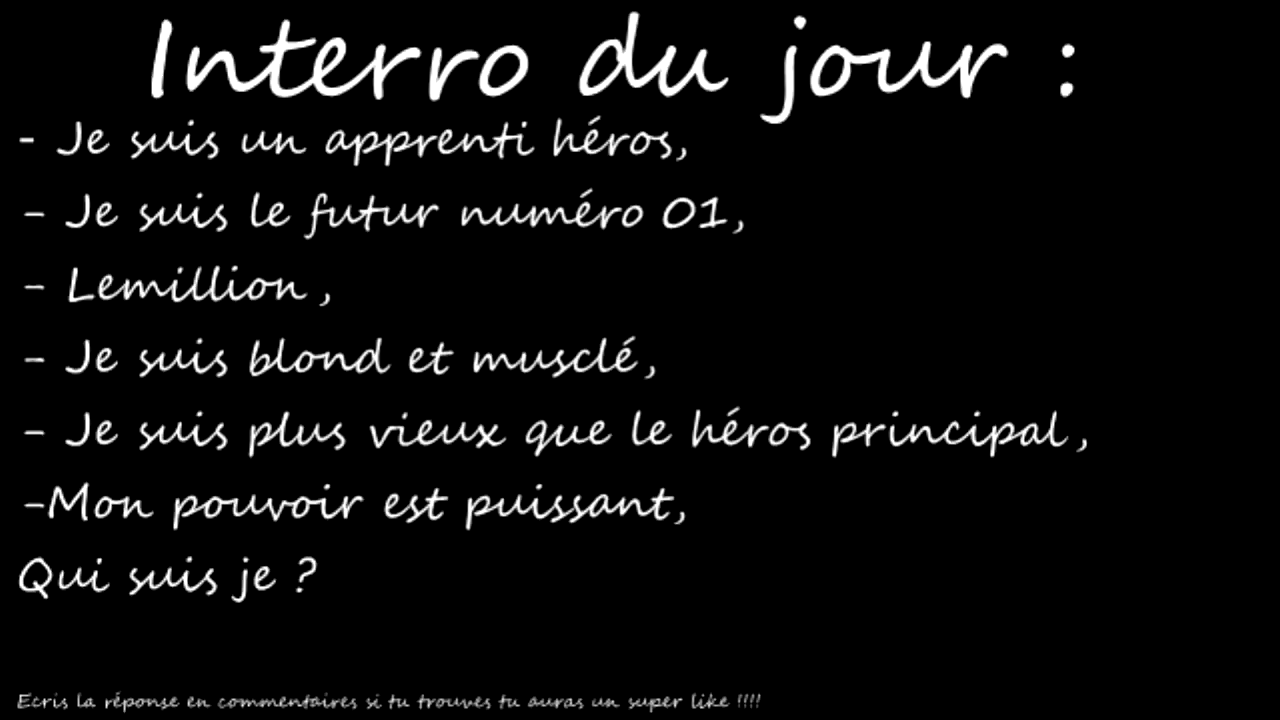 Interro du jour :
- Je suis un apprenti héros,
- Je suis le futur numéro 01,
- Lemillion ,
- Je suis blond et musclé,
- Je suis plus vieux que le héros principal,
-Mon pouvoir est puissant,
Qui suis je ?
Ecris la réponse en commentaires si tu trouves tu auras un super like !!!!